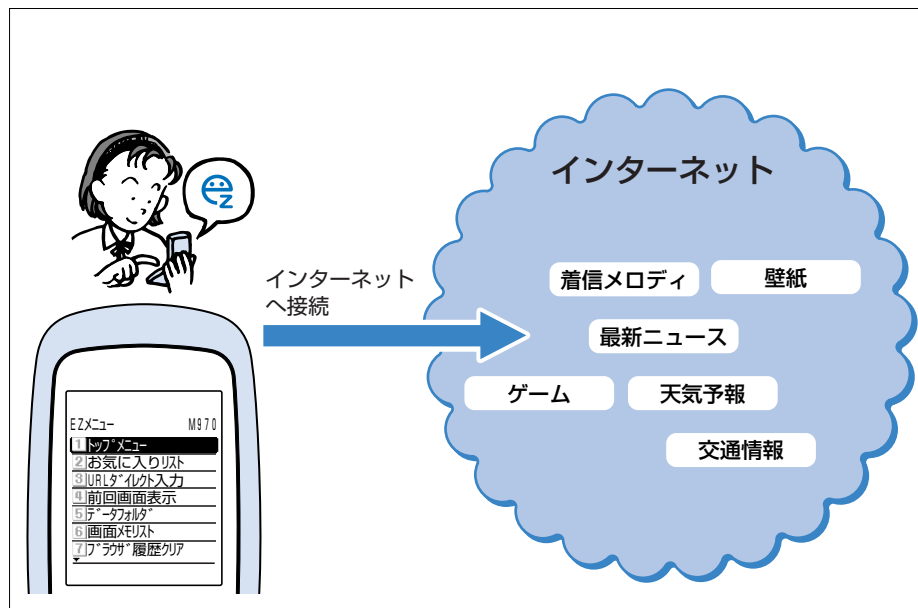 インターネット
着信メロディ
壁紙
最新ニュース
ゲーム
天気予報
交通情報
ez
インターネット
へ接続
EZメニュー M970
1 トップメニュー
2 お気に入りリスト
3 URLダイレクト入力
4 前回画面表示
5 データフォルダ
6 画面メモリスト
7 ブラウザ履歴クリア